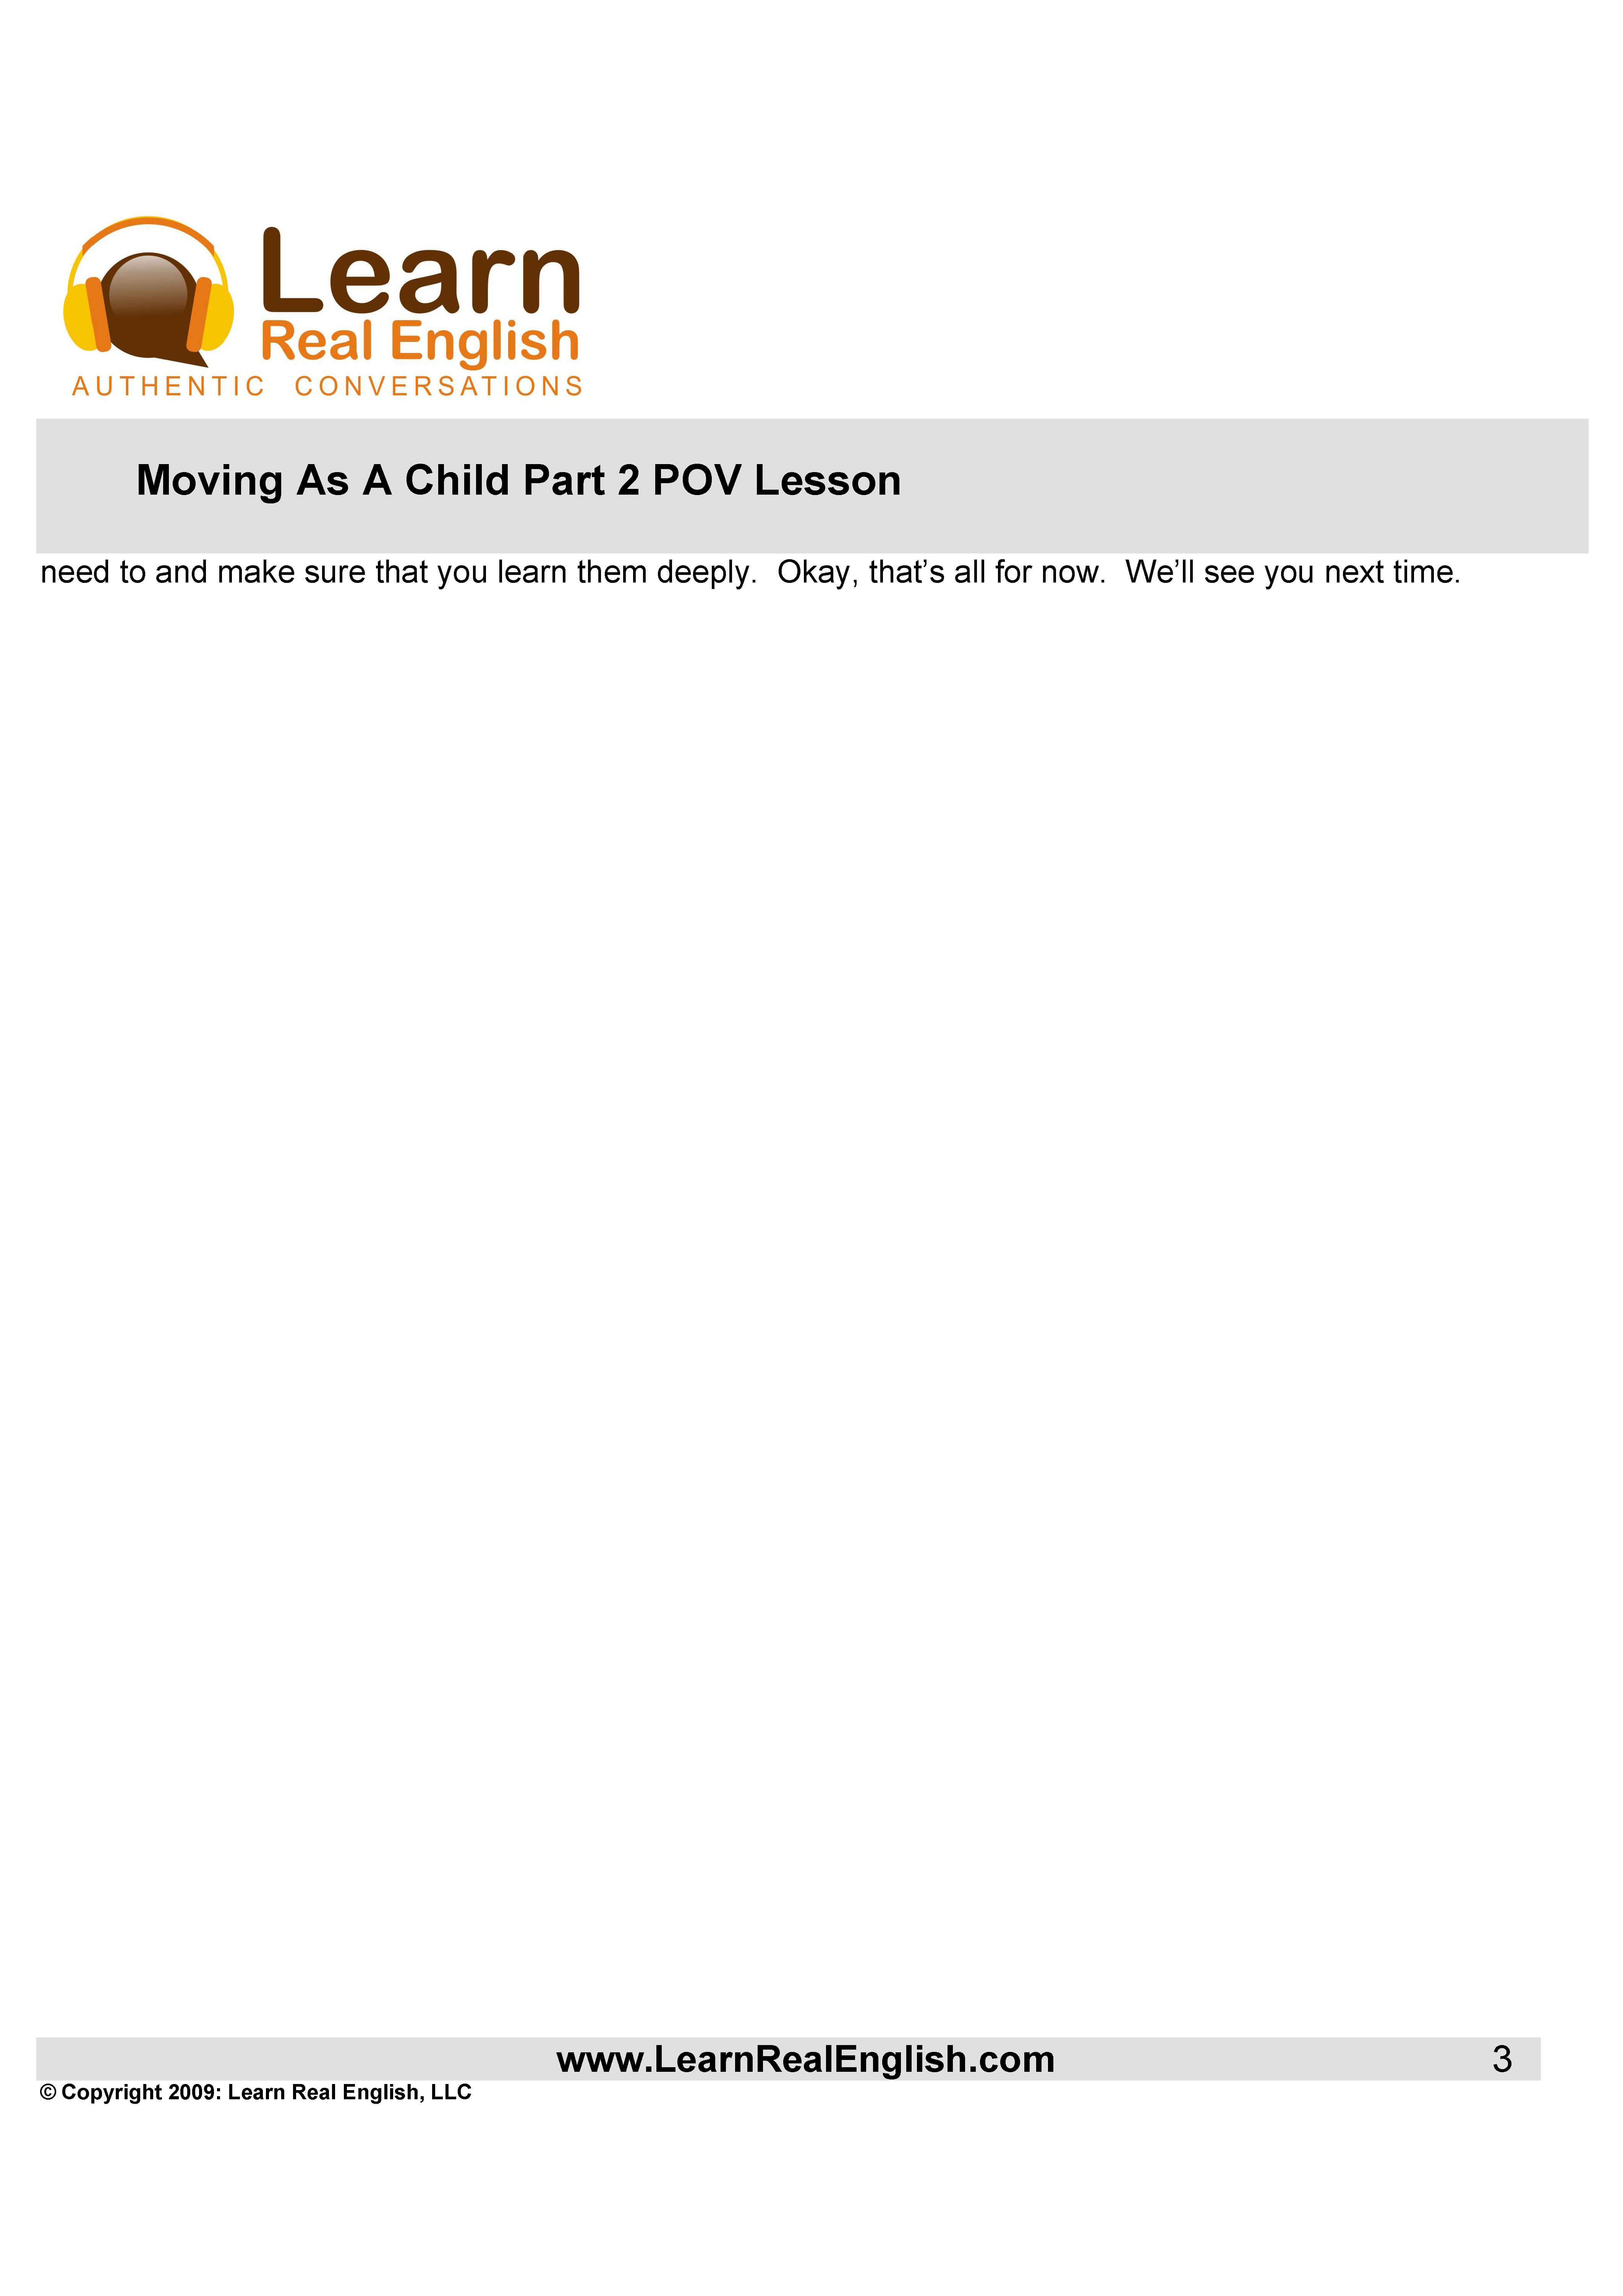 Learn
Real English
AUTHENTIC CONVERSATIONS
Moving As A Child Part 2 POV Lesson
need to and make sure that you learn them deeply.  Okay, that’s all for now.  We’ll see you next time.
www.LearnRealEnglish.com 3
© Copyright 2009: Learn Real English, LLC